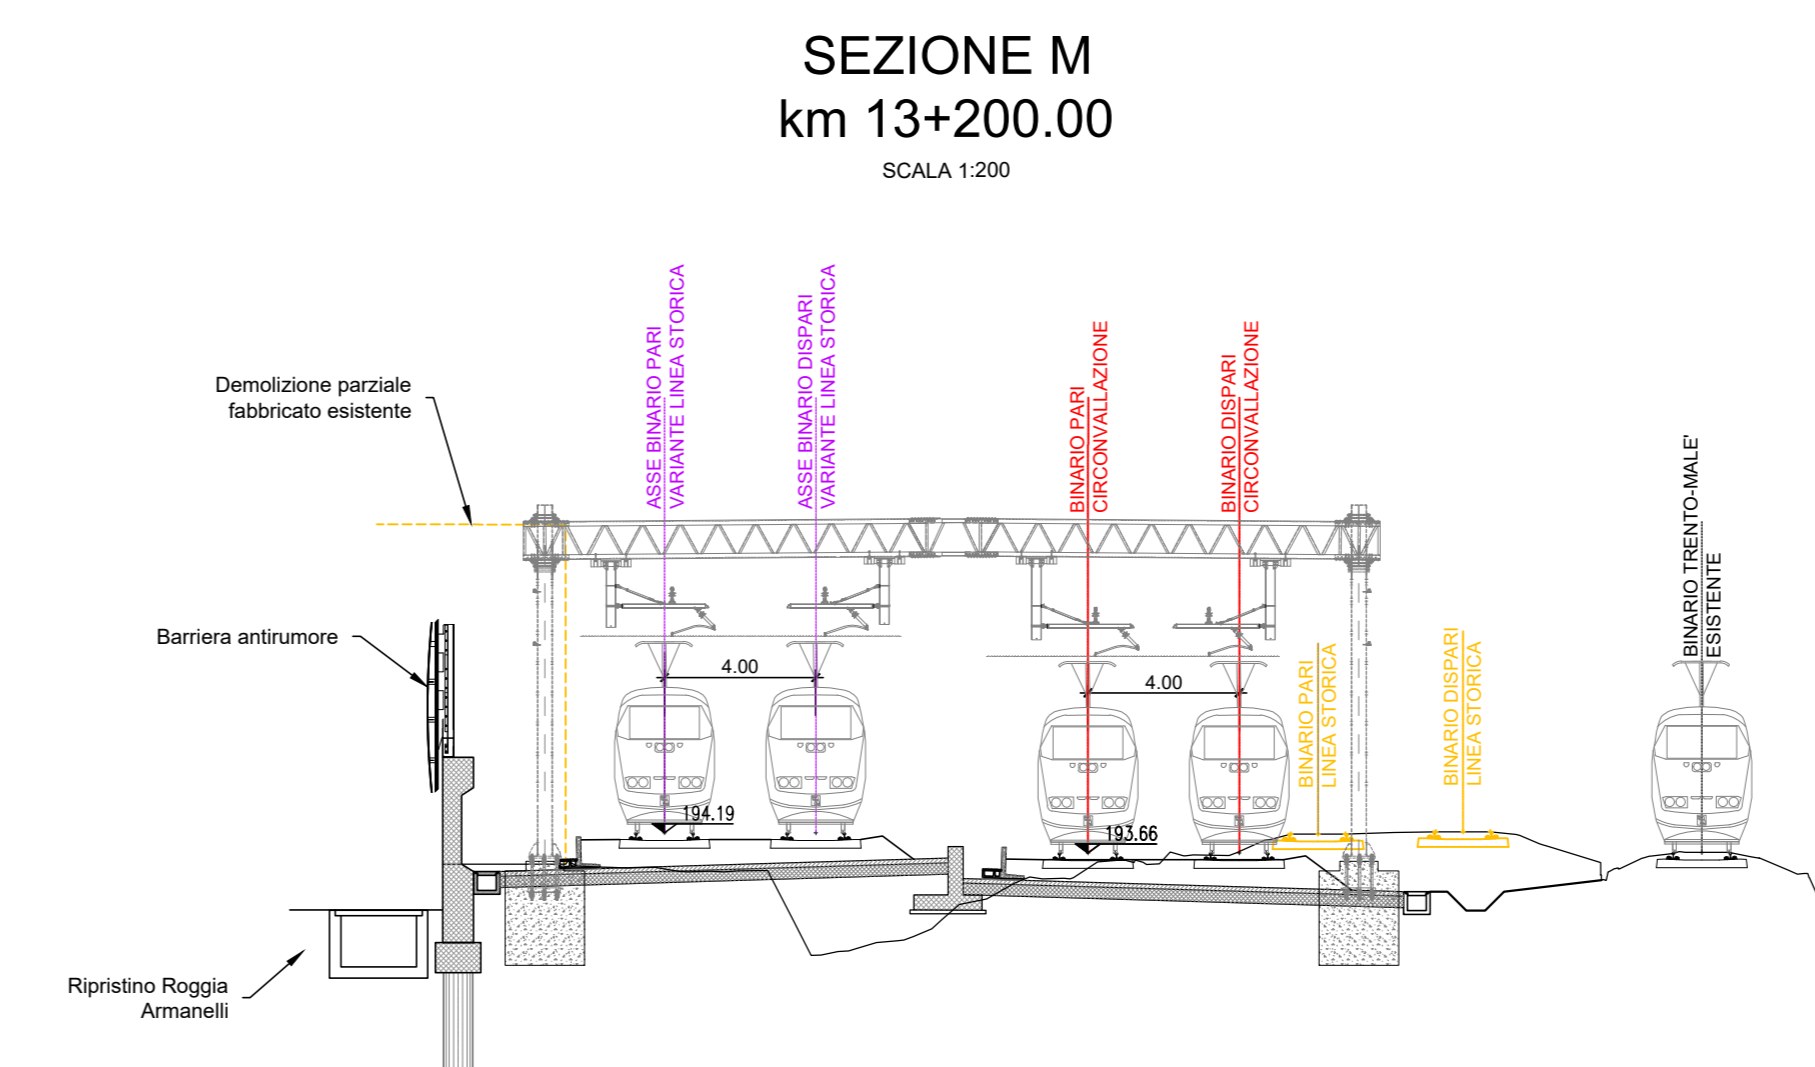 SEZIONE M
km 13+200.00
SCALA 1:200
Demolizione parziale
fabbricato esistente
Barriera antirumore
Ripristino Roggia
Armanelli
ASSE BINARIO PARI
VARIANTE LINEA STORICA
ASSE BINARIO DISPARI
VARIANTE LINEA STORICA
BINARIO PARI
CIRCONVALLAZIONE
BINARIO DISPARI
CIRCONVALLAZIONE
BINARIO PARI
LINEA STORICA
BINARIO DISPARI
LINEA STORICA
BINARIO TRENTO-MALE'
ESISTENTE
4.00
4.00
194.19
193.66